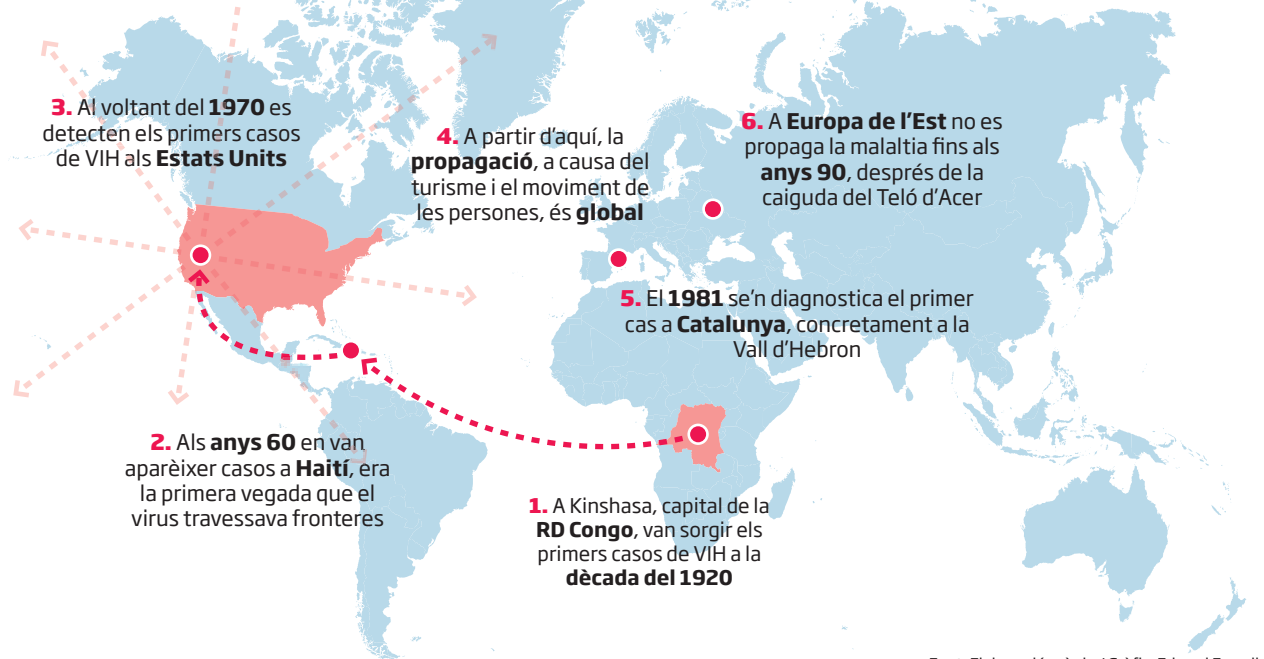 1. A Kinshasa, capital de la
RD Congo, van sorgir els
primers casos de VIH a la
dècada del 1920
2. Als anys 60 en van
aparèixer casos a Haití, era
la primera vegada que el
virus travessava fronteres
3. Al voltant del 1970 es
detecten els primers casos
de VIH als Estats Units
4. A partir d'aquí, la
propagació, a causa del
turisme i el moviment de
les persones, és global
5. El 1981 se'n diagnostica el primer
cas a Catalunya, concretament a la
Vall d'Hebron
6. A Europa de l'Est no es
propaga la malaltia fins als
anys 90, després de la
caiguda del Teló d'Acer